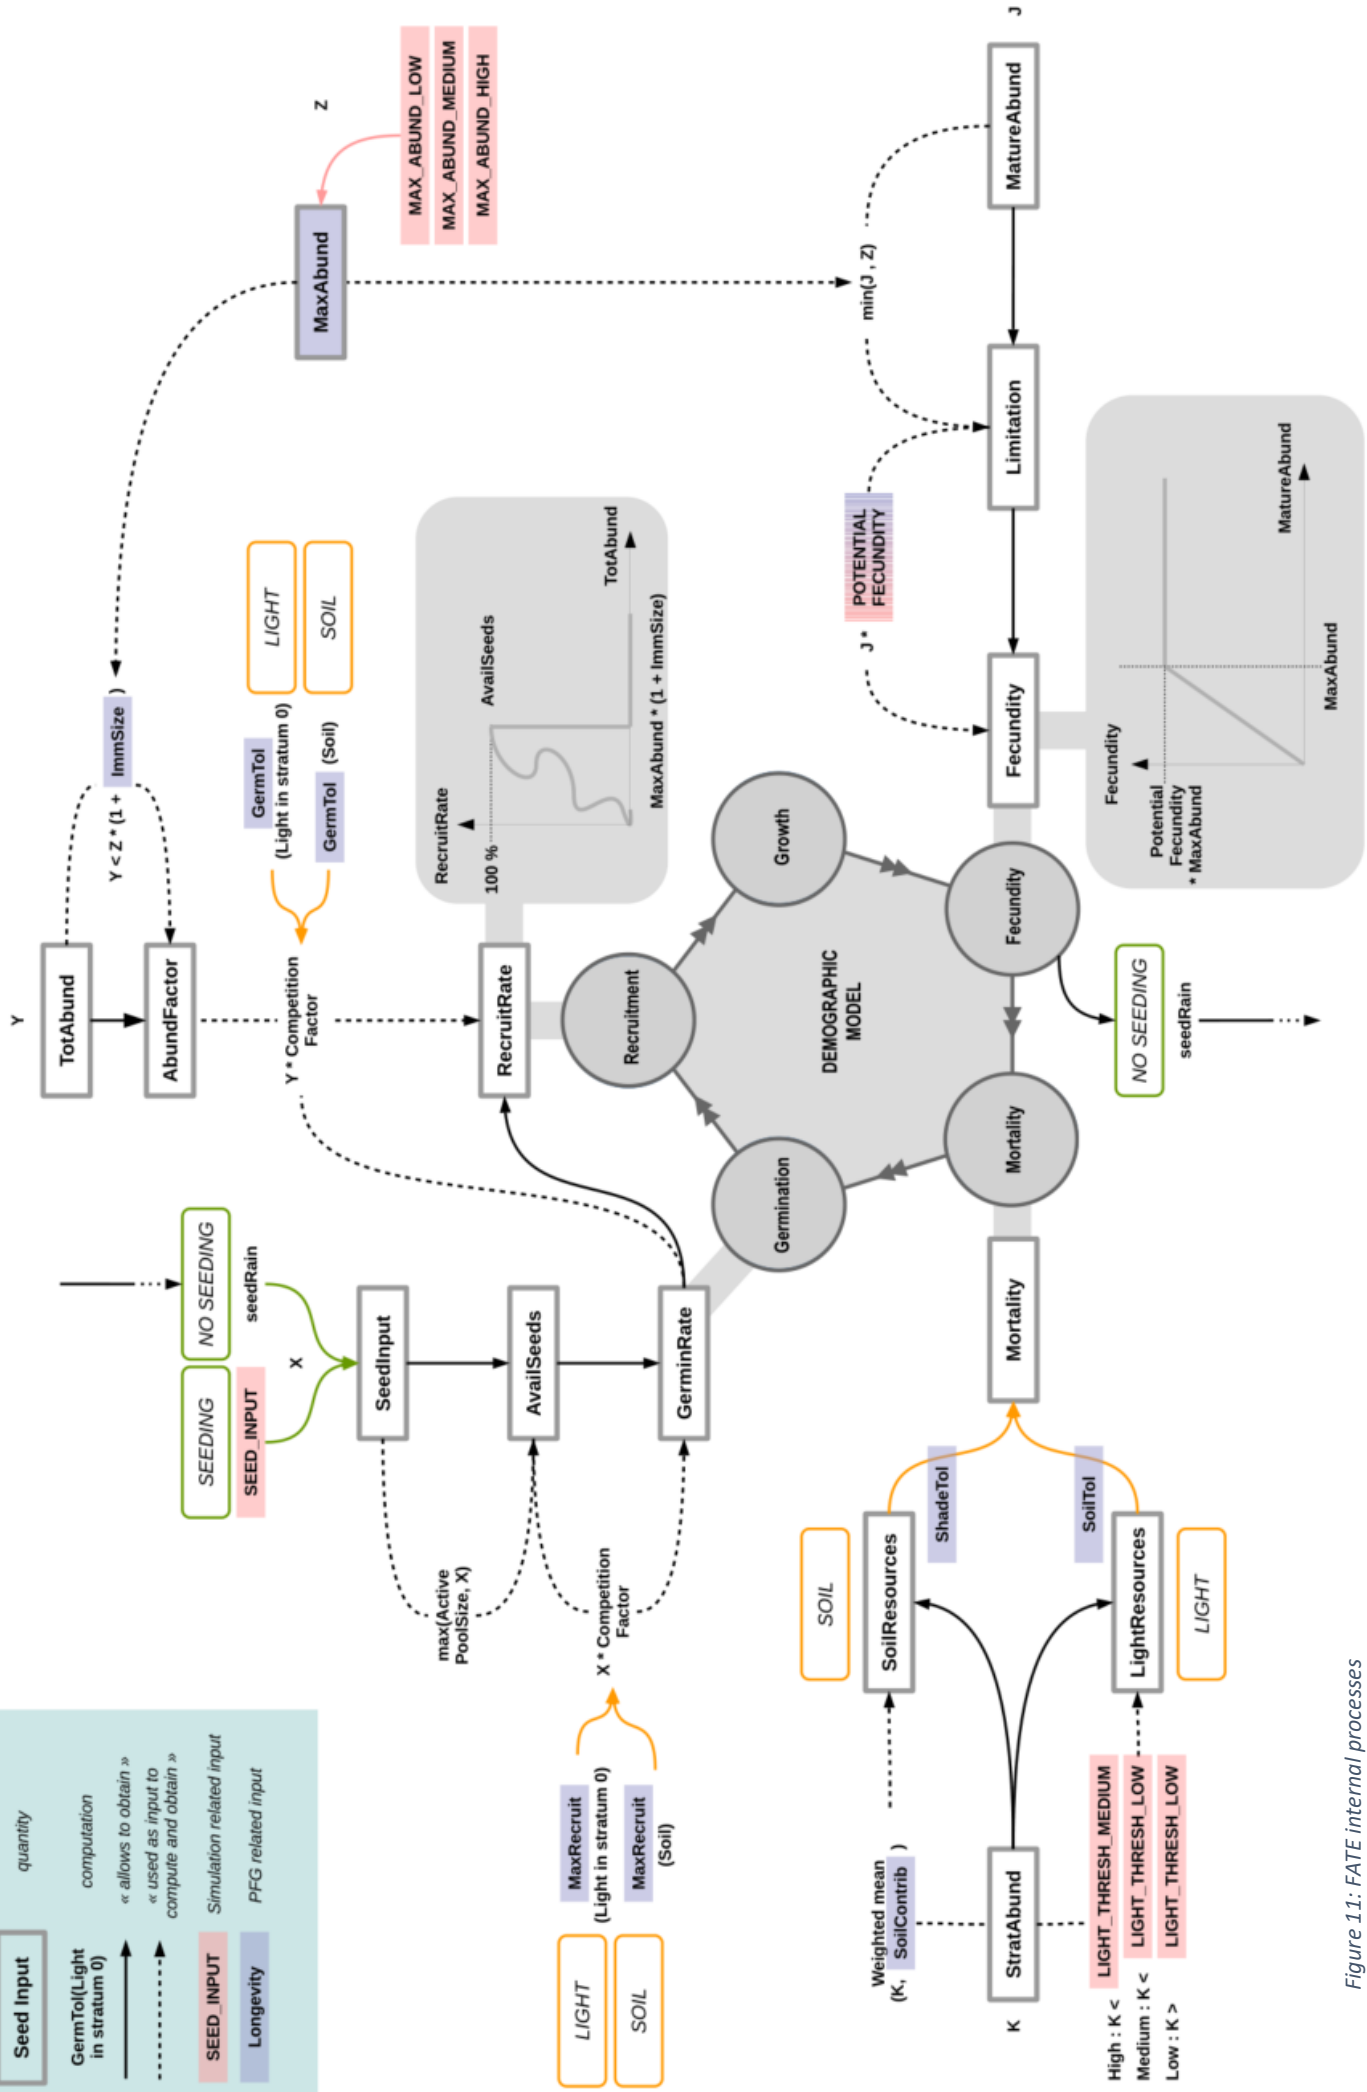 Seed Input
quantity
GermTol(Light
in stratum 0)
computation
« allows to obtain »
« used as input to
compute and obtain »
SEED_INPUT
Simulation related input
Longevity
PFG related input
SEEDING
NO SEEDING
SEED_INPUT
seedRain
X
SeedInput
max(Active
PoolSize, X)
AvailSeeds
X * Competition
Factor
GerminRate
LIGHT
MaxRecruit
(Light in stratum 0)
SOIL
MaxRecruit
(Soil)
Y
TotAbund
Y < Z * (1 + ImmSize )
AbundFactor
LIGHT
GermTol
(Light in stratum 0)
SOIL
GermTol (Soil)
Y * Competition
Factor
RecruitRate
RecruitRate
100 %
AvailSeeds
TotAbund
MaxAbund * (1 + ImmSize)
MaxAbund
Z
MAX_ABUND_LOW
MAX_ABUND_MEDIUM
MAX_ABUND_HIGH
Recruitment
Germination
Growth
DEMOGRAPHIC
MODEL
Mortality
Fecundity
SOIL
SoilResources
ShadeTol
Weighted mean
(K, SoilContrib )
K
StratAbund
SoilTol
LightResources
LIGHT
High : K < LIGHT_THRESH_MEDIUM
Medium : K < LIGHT_THRESH_LOW
Low : K > LIGHT_THRESH_LOW
Mortality
NO SEEDING
seedRain
Fecundity
J *
POTENTIAL
FECUNDITY
Limitation
min(J , Z)
MatureAbund
J
Fecundity
Potential
Fecundity
* MaxAbund
MatureAbund
MaxAbund
Figure 11: FATE internal processes